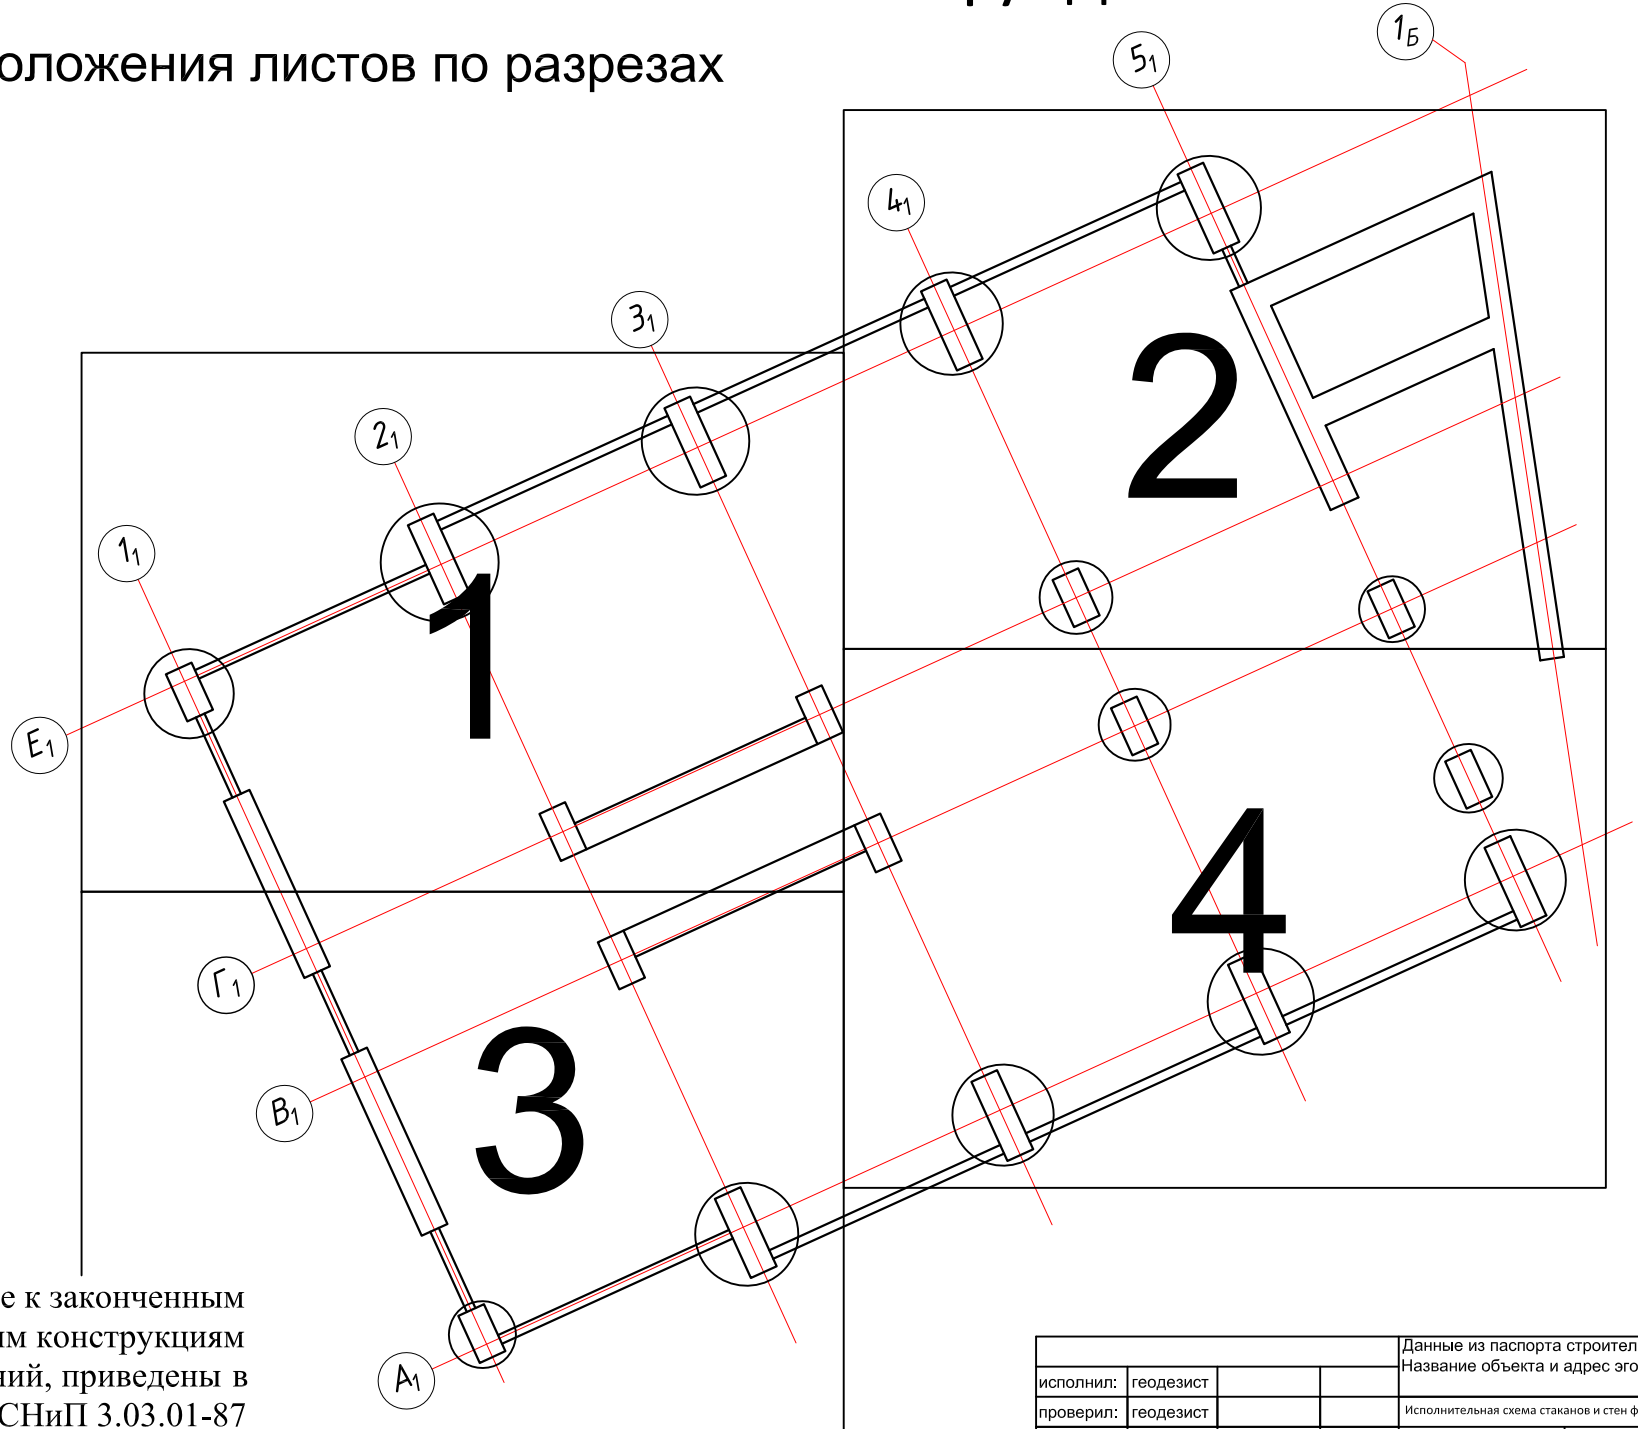 оложения листов по разрезах
1Б
5₁
4₁
3₁
2₁
1₁
2
1
Е₁
4
Г₁
3
В₁
А₁
е к законченным
м конструкциям
ний, приведены в
СНиП 3.03.01-87
Данные из паспорта строител
Название объекта и адрес эго
исполнил: геодезист
проверил: геодезист
Исполнительная схема стаканов и стен ф